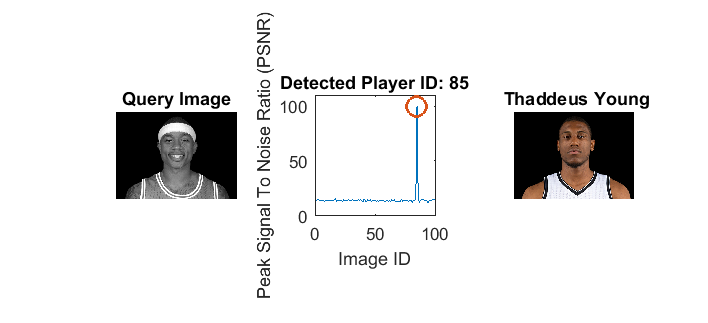 Query Image
Peak Signal To Noise Ratio (PSNR)
Detected Player ID: 85
100
50
0
0 50 100
Image ID
Thaddeus Young